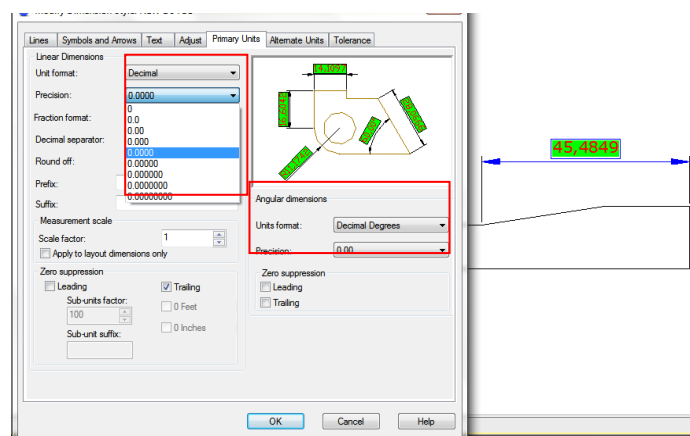 Lines Symbols and Arrows Text Adjust Primary Units Alternate Units Tolerance
Linear Dimensions
Unit format: Decimal
Precision: 0.0000
0
0.0
0.00
0.000
0.0000
0.00000
0.000000
0.0000000
0.00000000
Fraction format:
Decimal separator:
Round off:
Prefix:
Suffix:
Measurement scale
Scale factor: 1
Apply to layout dimensions only
Zero suppression
Leading Trailing
Sub-units factor: 0 Feet
100
Sub-unit suffix: 0 Inches
14,1097
Angular dimensions
Units format: Decimal Degrees
Precision: 0.00
Zero suppression
Leading
Trailing
OK Cancel Help
45,4849